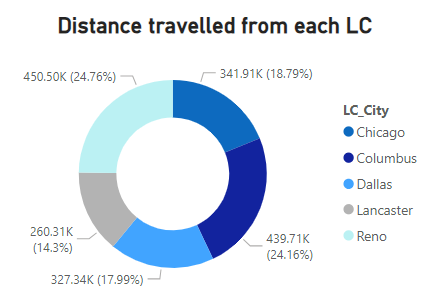 Distance travelled from each LC
450.50K (24.76%)
341.91K (18.79%)
LC_City
Chicago
Columbus
Dallas
Lancaster
Reno
260.31K
(14.3%)
439.71K
(24.16%)
327.34K (17.99%)